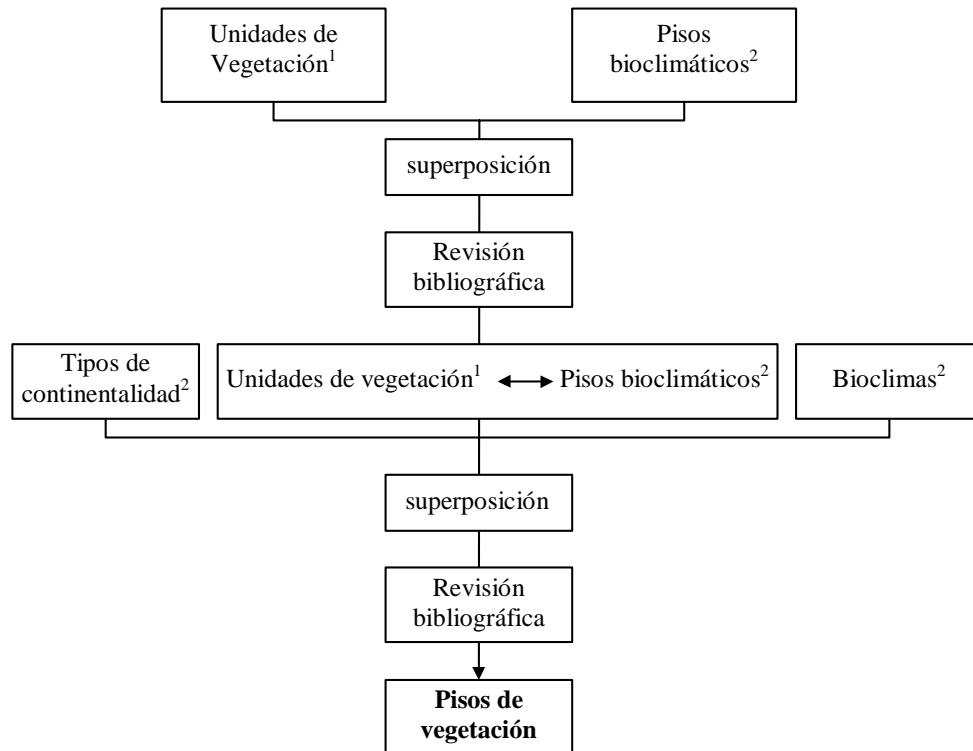 Unidades de
Vegetación¹
Pisos
bioclimáticos²
superposición
Revisión
bibliográfica
Tipos de
continentalidad²
Unidades de vegetación¹
Pisos bioclimáticos²
Bioclimas²
superposición
Revisión
bibliográfica
Pisos de
vegetación